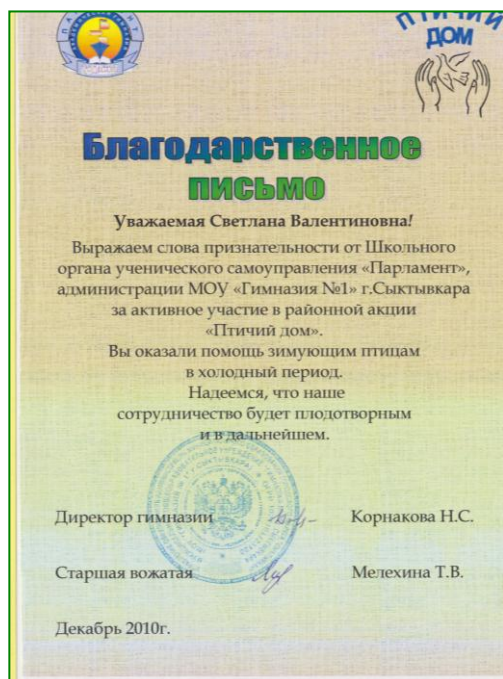 ПТИЧИЙ
ДОМ
Благодарственное
письмо
Уважаемая Светлана Валентиновна!
Выражаем слова признательности от Школьного
органа ученического самоуправления «Парламент»,
администрации МОУ «Гимназия №1» г.Сыктывкара
за активное участие в районной акции
«Птичий дом».
Вы оказали помощь зимующим птицам
в холодный период.
Надеемся, что наше
сотрудничество будет плодотворным
и в дальнейшем.
Директор гимназии Корнакова Н.С.
Старшая вожатая Мелехина Т.В.
Декабрь 2010г.